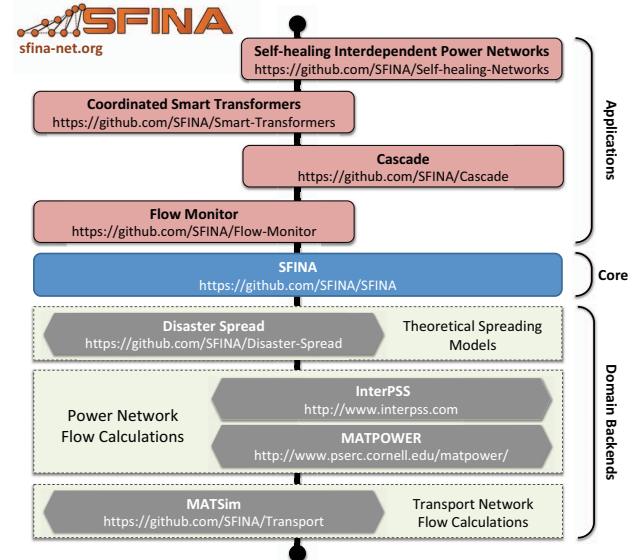 SFINA
sfina-net.org
Self-healing Interdependent Power Networks
https://github.com/SFINA/Self-healing-Networks
Coordinated Smart Transformers
https://github.com/SFINA/Smart-Transformers
Cascade
https://github.com/SFINA/Cascade
Flow Monitor
https://github.com/SFINA/Flow-Monitor
Applications
SFINA
https://github.com/SFINA/SFINA
Core
Disaster Spread
https://github.com/SFINA/Disaster-Spread
Theoretical Spreading
Models
Power Network
Flow Calculations
InterPSS
http://www.interpss.com
MATPOWER
http://www.pserc.cornell.edu/matpower/
MATSim
https://github.com/SFINA/Transport
Transport Network
Flow Calculations
Domain Backends